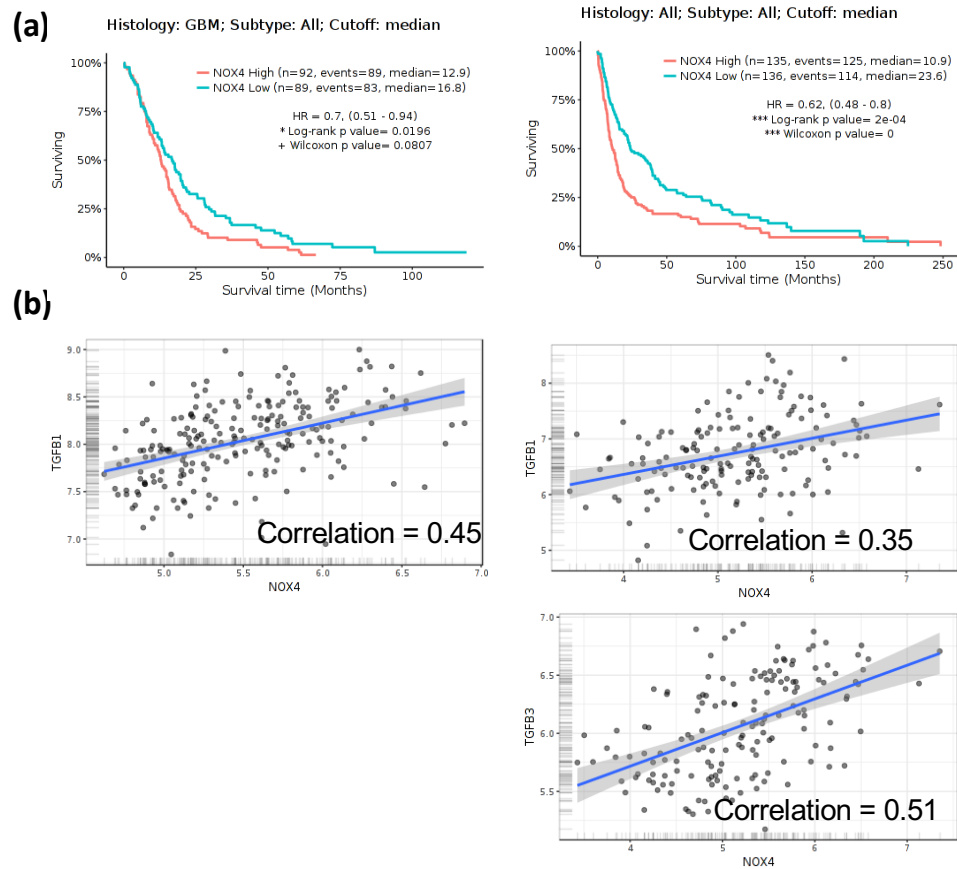 (a)
Histology: GBM; Subtype: All; Cutoff: median
NOX4 High (n=92, events=89, median=12.9)
NOX4 Low (n=89, events=83, median=16.8)
HR = 0.7, (0.51 - 0.94)
* Log-rank p value= 0.0196
+ Wilcoxon p value= 0.0807
Surviving
100%
75%
50%
25%
0%
0 25 50 75 100
Survival time (Months)
Histology: All; Subtype: All; Cutoff: median
NOX4 High (n=135, events=125, median=10.9)
NOX4 Low (n=136, events=114, median=23.6)
HR = 0.62, (0.48 - 0.8)
*** Log-rank p value= 2e-04
*** Wilcoxon p value= 0
Surviving
100%
75%
50%
25%
0%
0 50 100 150 200 250
Survival time (Months)
(b)
TGFB1
9.0
8.5
8.0
7.5
7.0
Correlation = 0.45
5.0 5.5 6.0 6.5 7.0
NOX4
TGFB1
8
7
6
5
Correlation = 0.35
4 5 6 7
NOX4
TGFB3
7.0
6.5
6.0
5.5
Correlation = 0.51
4 5 6 7
NOX4